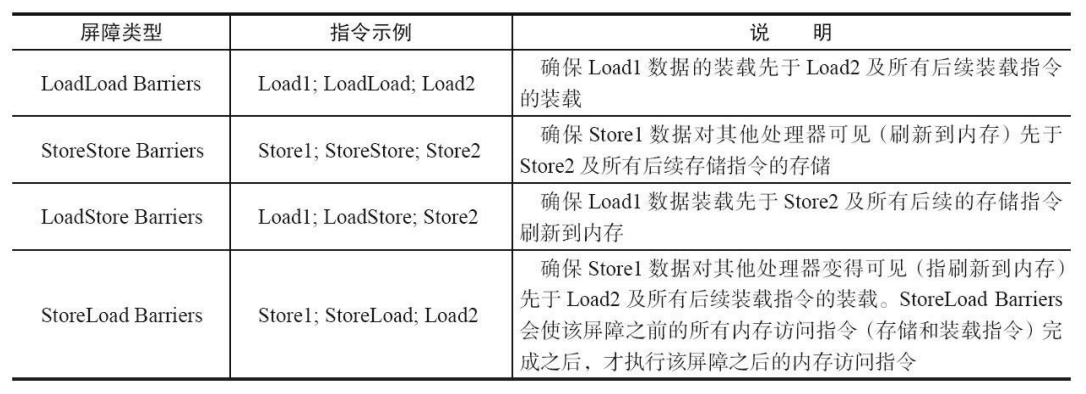 屏障类型 指令示例 说 明
LoadLoad Barriers Load1; LoadLoad; Load2 确保 Load1 数据的装载先于 Load2 及所有后续装载指令
的装载
StoreStore Barriers Store1; StoreStore; Store2 确保 Store1 数据对其他处理器可见（刷新到内存）先于
Store2 及所有后续存储指令的存储
LoadStore Barriers Load1; LoadStore; Store2 确保 Load1 数据装载先于 Store2 及所有后续的存储指令
刷新到内存
StoreLoad Barriers Store1; StoreLoad; Load2 确保 Store1 数据对其他处理器变得可见（指刷新到内存）
先于 Load2 及所有后续装载指令的装载。StoreLoad Barriers
会使该屏障之前的所有内存访问指令（存储和装载指令）完
成之后，才执行该屏障之后的内存访问指令